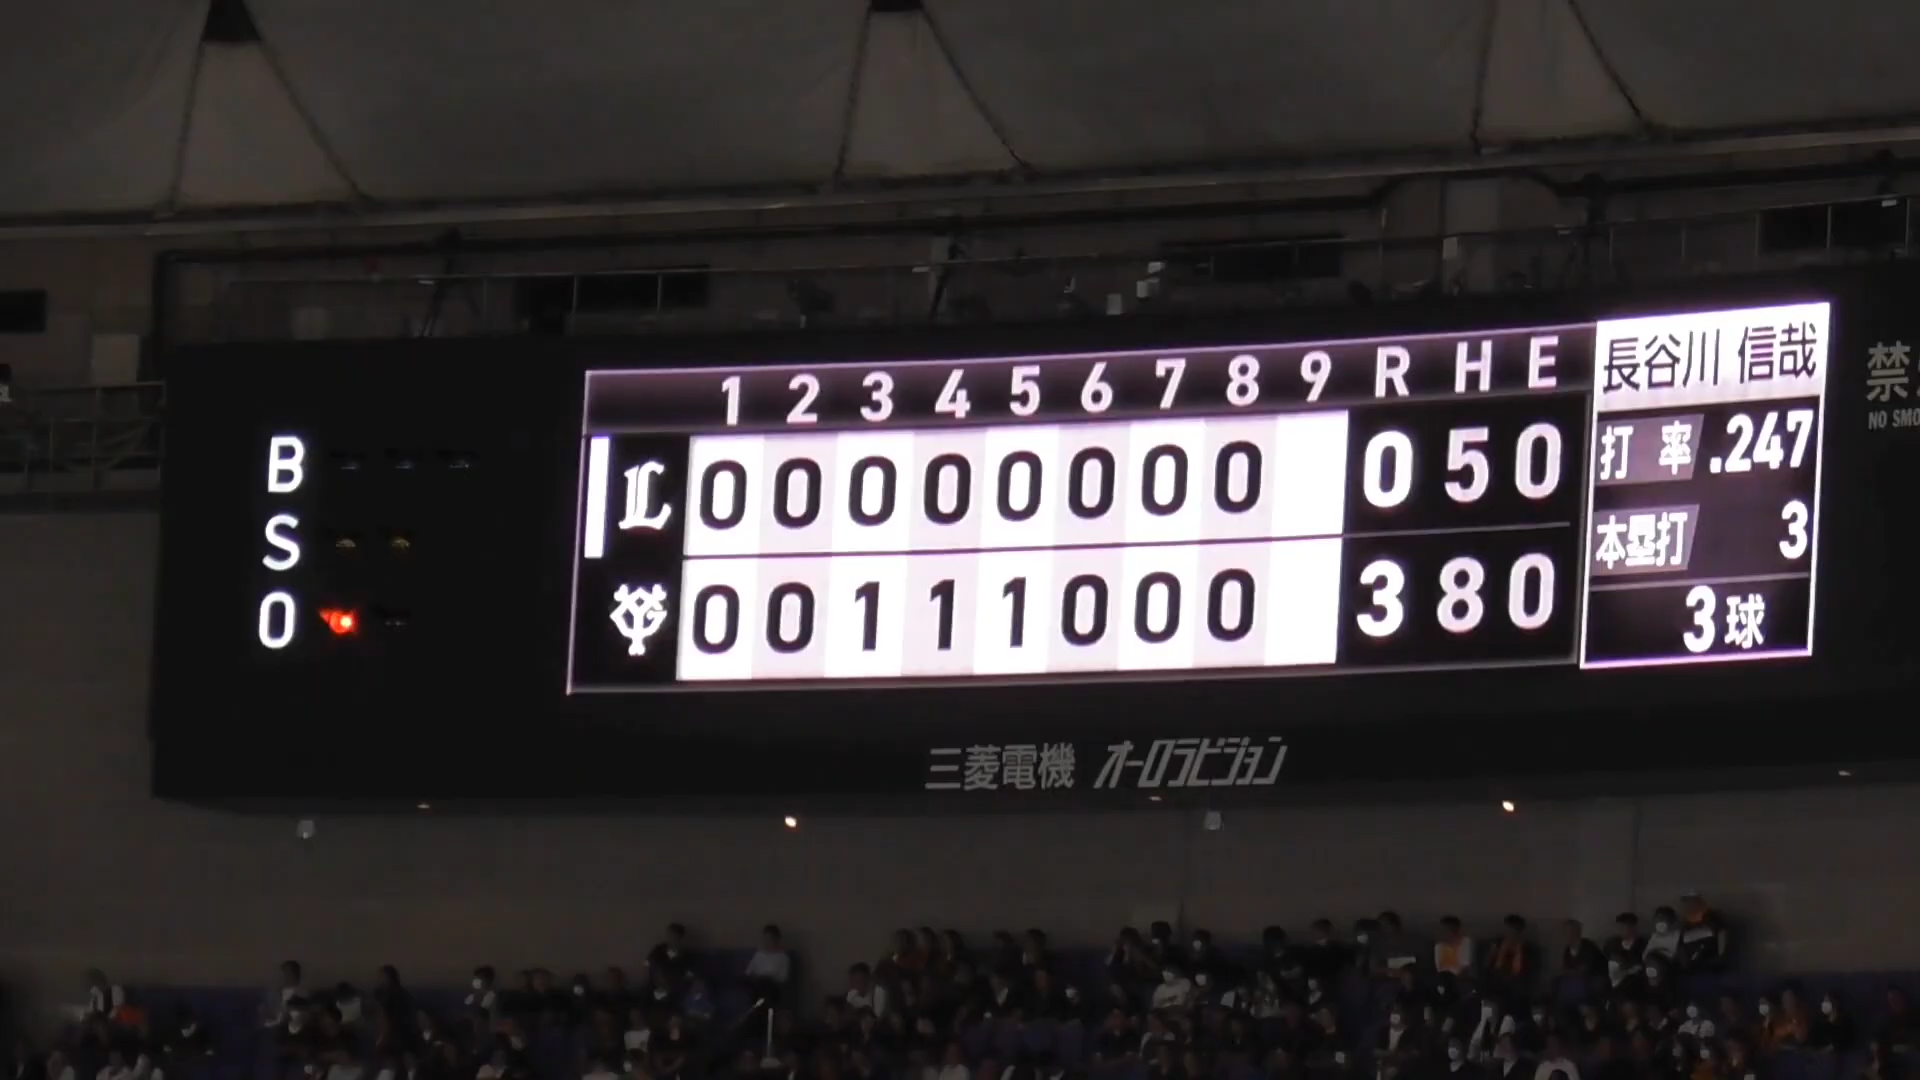 1 2 3 4 5 6 7 8 9 R H E
L 0 0 0 0 0 0 0 0 0 5 0
0 0 1 1 1 0 0 0 3 8 0
B
S
O
長谷川 信哉
打率 .247
本塁打 3
3球
禁
NO SMO
三菱電機 オーロラビジョン